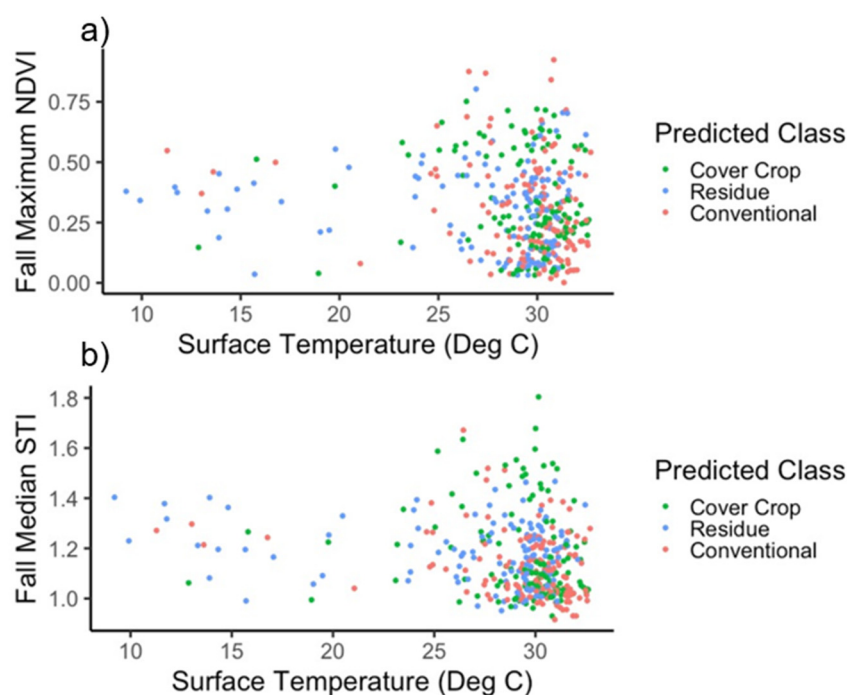 a)
Fall Maximum NDVI
0.75
0.50
0.25
0.00
10 15 20 25 30
Surface Temperature (Deg C)
Predicted Class
Cover Crop
Residue
Conventional
b)
Fall Median STI
1.8
1.6
1.4
1.2
1.0
10 15 20 25 30
Surface Temperature (Deg C)
Predicted Class
Cover Crop
Residue
Conventional